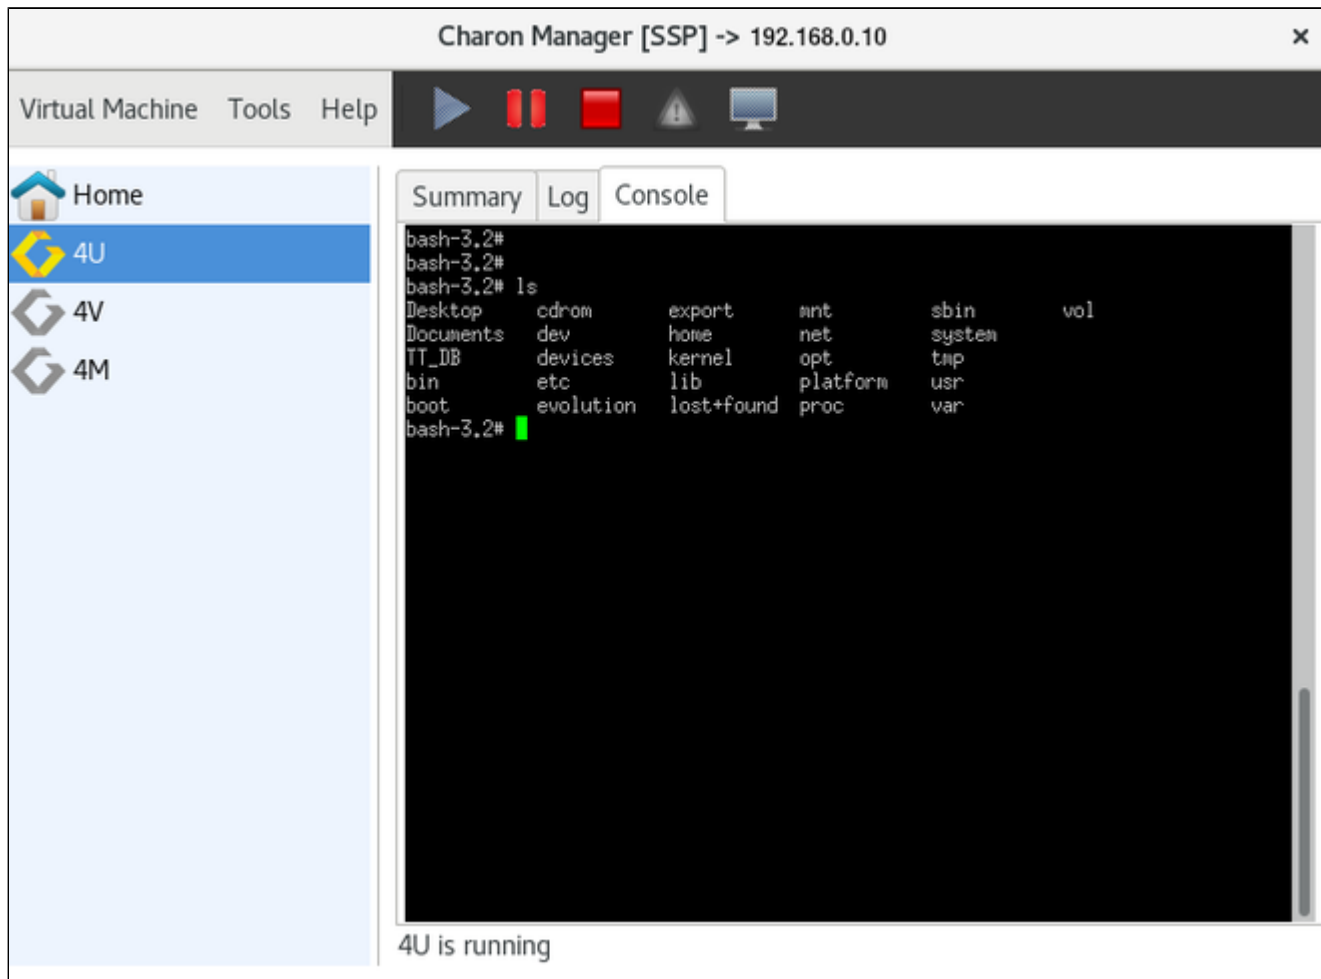 Charon Manager [SSP] -> 192.168.0.10
Virtual Machine Tools Help
Home
4U
4V
4M
Summary Log Console
bash-3.2#
bash-3.2#
bash-3.2# ls
Desktop cdrom export mnt sbin vol
Documents dev home net system
TT_DB devices kernel opt tmp
bin etc lib platform usr
boot evolution lost+found proc var
bash-3.2#
4U is running